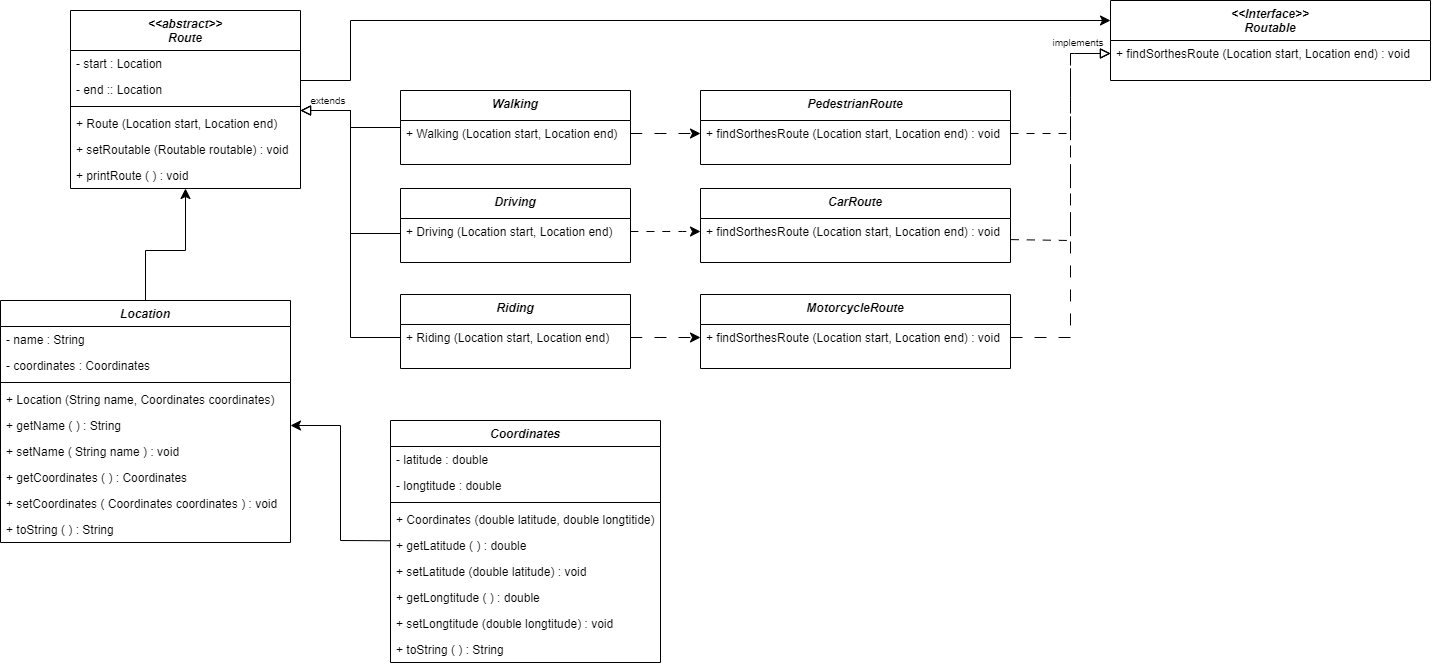 <<abstract>>
Route
- start : Location
- end :: Location
+ Route (Location start, Location end)
+ setRoutable (Routable routable) : void
+ printRoute ( ) : void
<<Interface>>
Routable
+ findSorthesRoute (Location start, Location end) : void
implements
extends
Walking
+ Walking (Location start, Location end)
PedestrianRoute
+ findSorthesRoute (Location start, Location end) : void
Driving
+ Driving (Location start, Location end)
CarRoute
+ findSorthesRoute (Location start, Location end) : void
Riding
+ Riding (Location start, Location end)
MotorcycleRoute
+ findSorthesRoute (Location start, Location end) : void
Location
- name : String
- coordinates : Coordinates
+ Location (String name, Coordinates coordinates)
+ getName ( ) : String
+ setName ( String name ) : void
+ getCoordinates ( ) : Coordinates
+ setCoordinates ( Coordinates coordinates ) : void
+ toString ( ) : String
Coordinates
- latitude : double
- longtitude : double
+ Coordinates (double latitude, double longtitide)
+ getLatitude ( ) : double
+ setLatitude (double latitude) : void
+ getLongtitude ( ) : double
+ setLongtitude (double longtitude) : void
+ toString ( ) : String